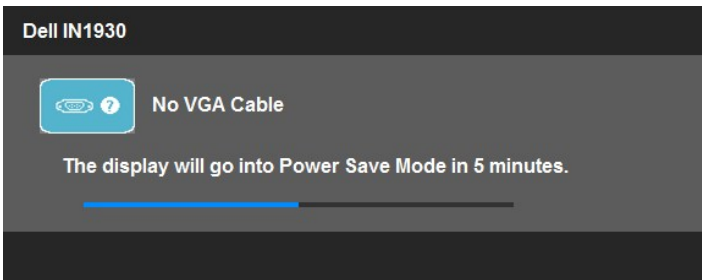 Dell IN1930
No VGA Cable
The display will go into Power Save Mode in 5 minutes.